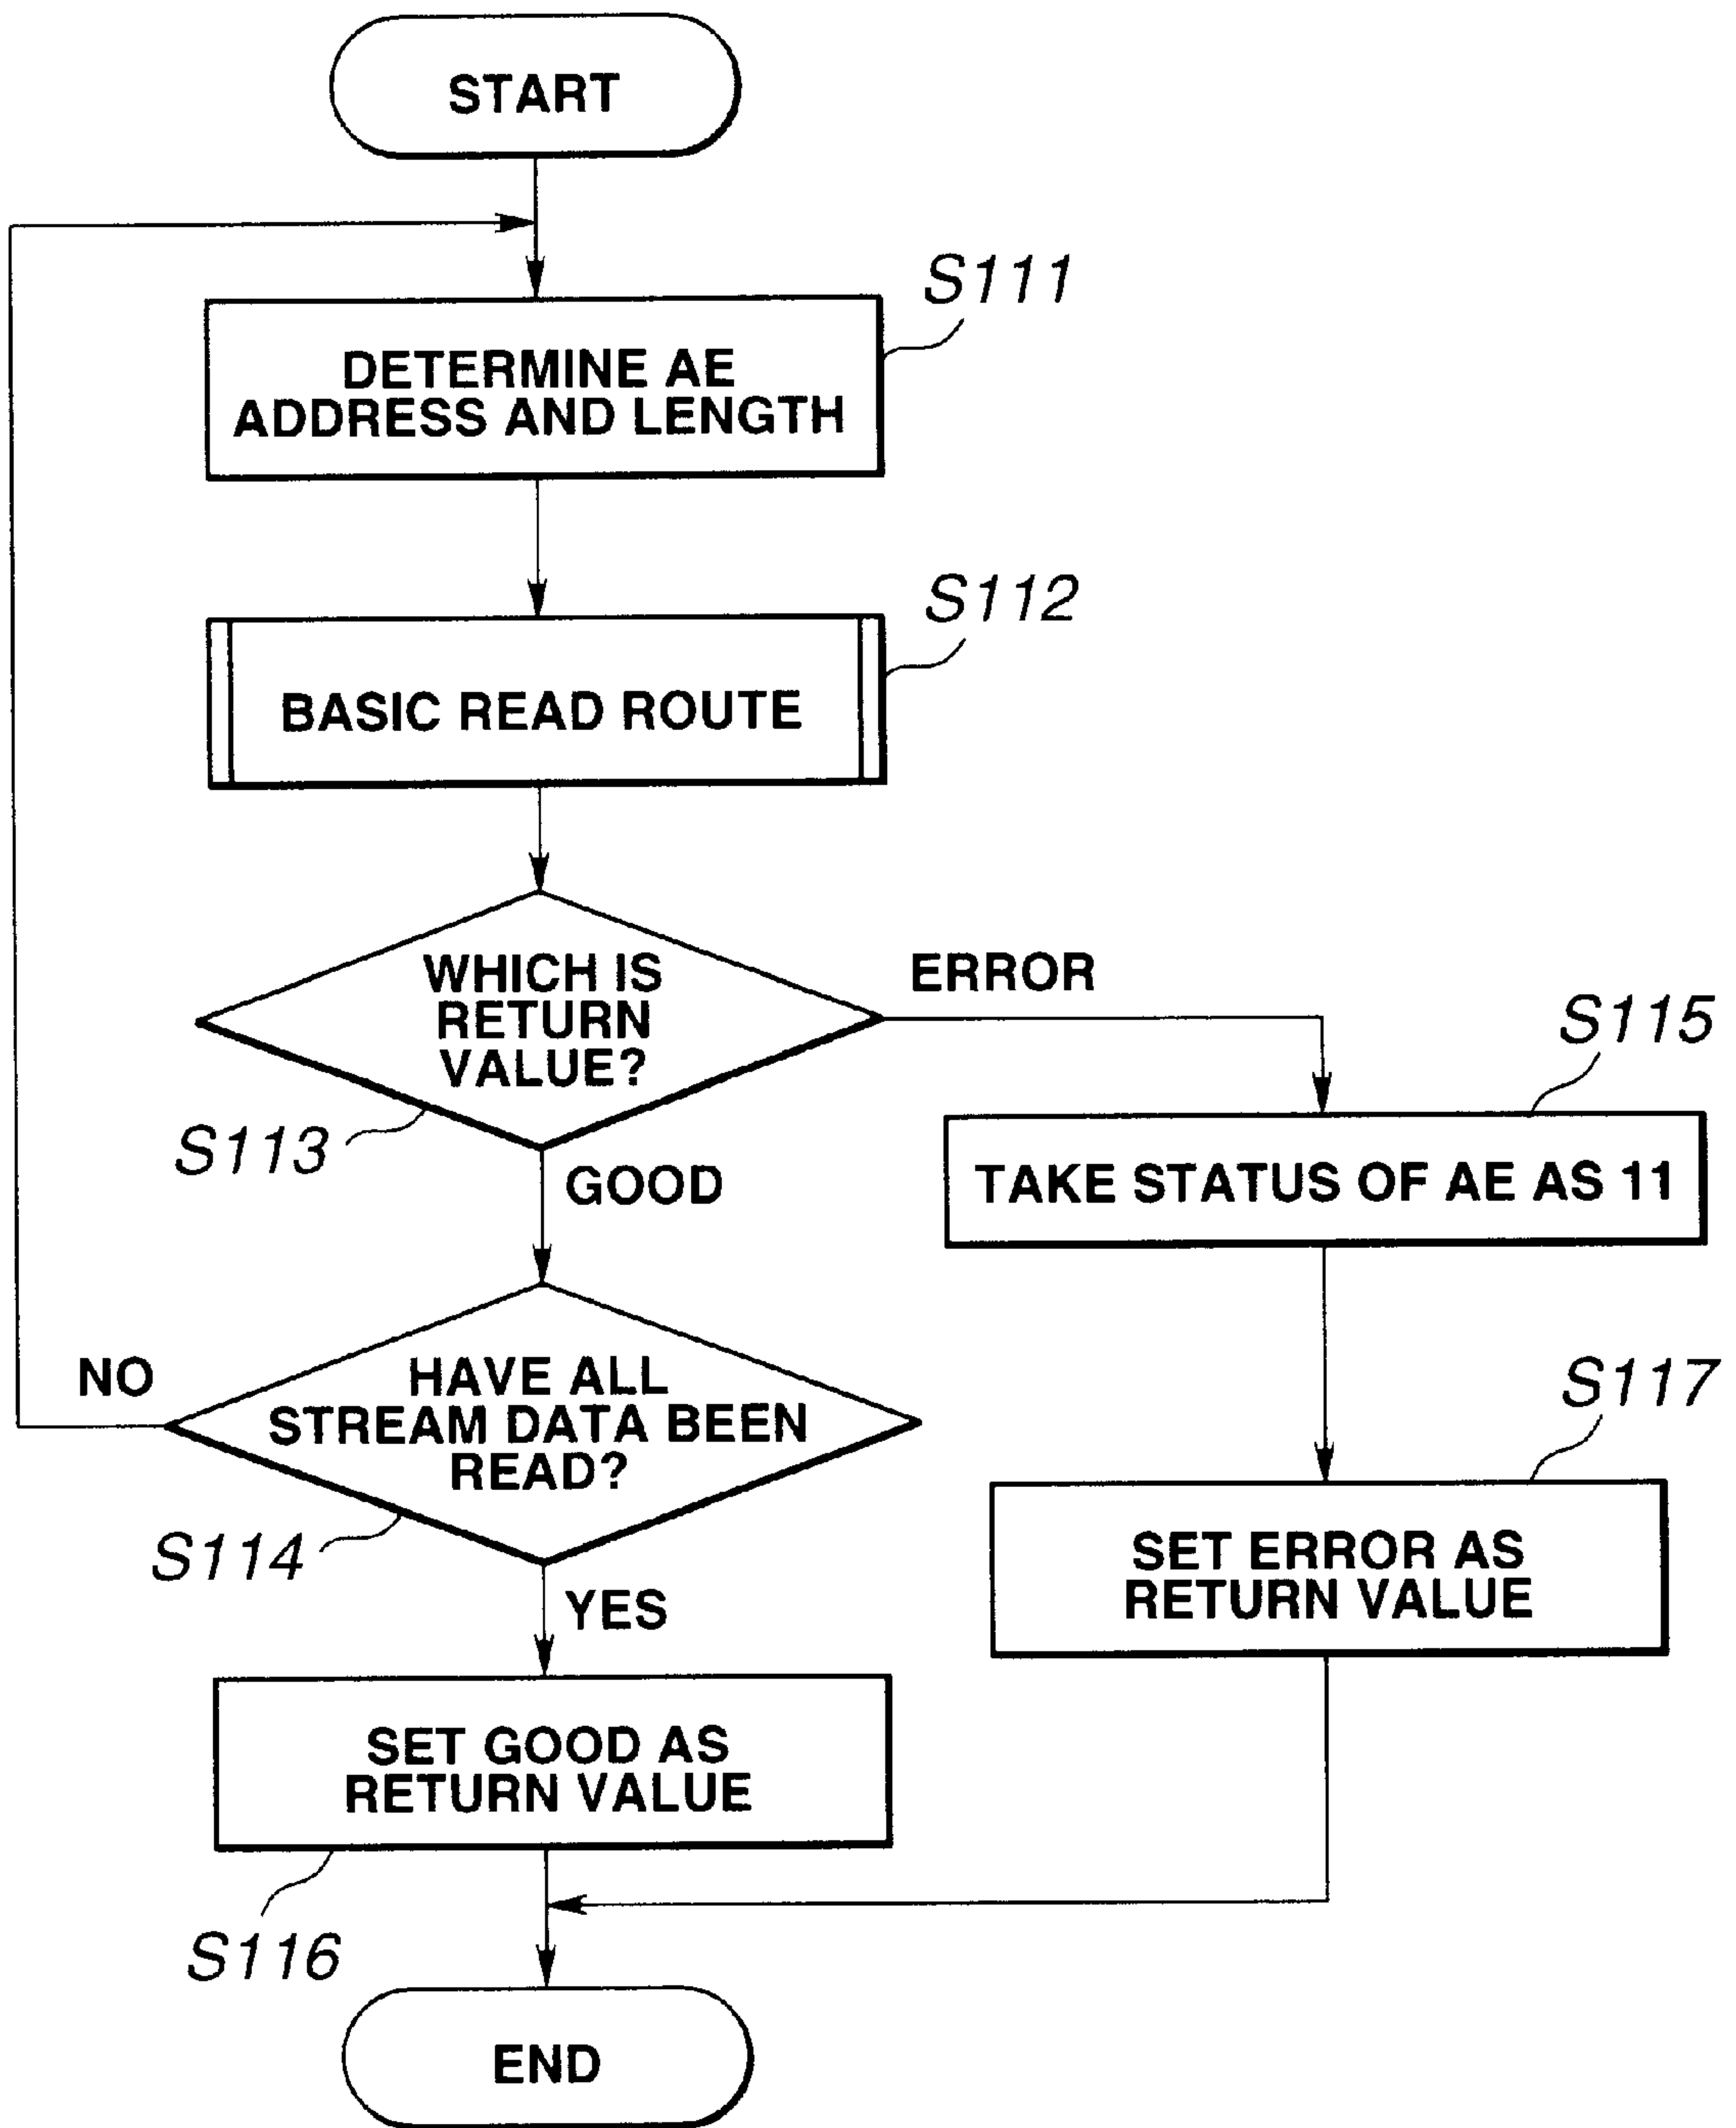 START
S111
DETERMINE AE
ADDRESS AND LENGTH
S112
BASIC READ ROUTE
WHICH IS
RETURN
VALUE?
ERROR
S113
GOOD
S115
TAKE STATUS OF AE AS 11
NO
HAVE ALL
STREAM DATA BEEN
READ?
S114
YES
S117
SET ERROR AS
RETURN VALUE
SET GOOD AS
RETURN VALUE
S116
END